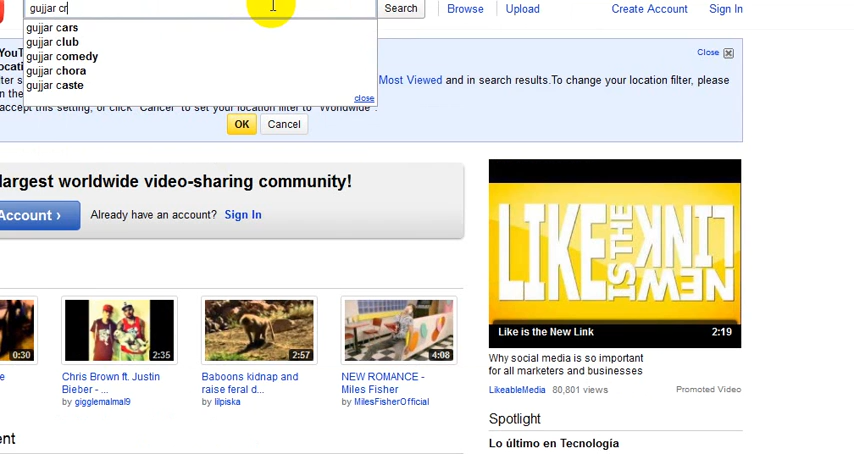 gujjar cr
Search
Browse
Upload
Create Account
Sign In
gujjar cars
gujjar club
gujjar comedy
gujjar chora
gujjar caste
close
Close
Most Viewed and in search results.To change your location filter, please
accept this setting, or click "Cancel" to set your location filter to "Worldwide".
OK
Cancel
largest worldwide video-sharing community!
Account ›
Already have an account? Sign In
LIKE IS THE NEW LINK
Like is the New Link
2:19
0:30
2:35
2:57
4:08
Chris Brown ft. Justin
Bieber - ...
by gigglemalmal9
Baboons kidnap and
raise feral d...
by lilpiska
NEW ROMANCE -
Miles Fisher
by MilesFisherOfficial
Why social media is so important
for all marketers and businesses
LikeableMedia 80,801 views
Promoted Video
Spotlight
Lo último en Tecnología